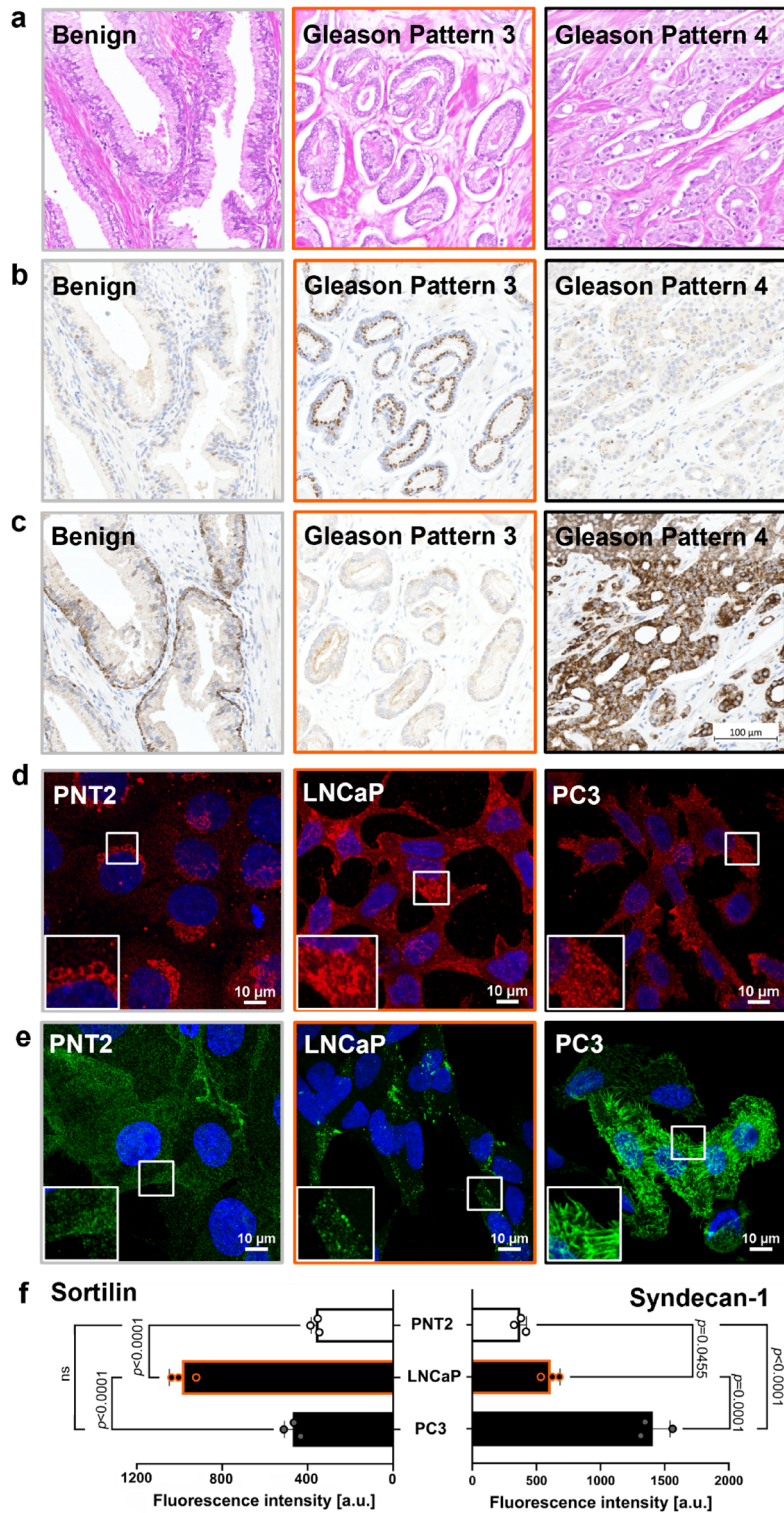 a
Benign
Gleason Pattern 3
Gleason Pattern 4
b
Benign
Gleason Pattern 3
Gleason Pattern 4
c
Benign
Gleason Pattern 3
Gleason Pattern 4
100 µm
d
PNT2
LNCaP
PC3
10 µm
10 µm
10 µm
e
PNT2
LNCaP
PC3
10 µm
10 µm
10 µm
f
Sortilin
Syndecan-1
ns
p<0.0001
p<0.0001
PNT2
LNCaP
PC3
p=0.0455
p=0.0001
p<0.0001
1200 800 400 0
0 500 1000 1500 2000
Fluorescence intensity [a.u.]
Fluorescence intensity [a.u.]